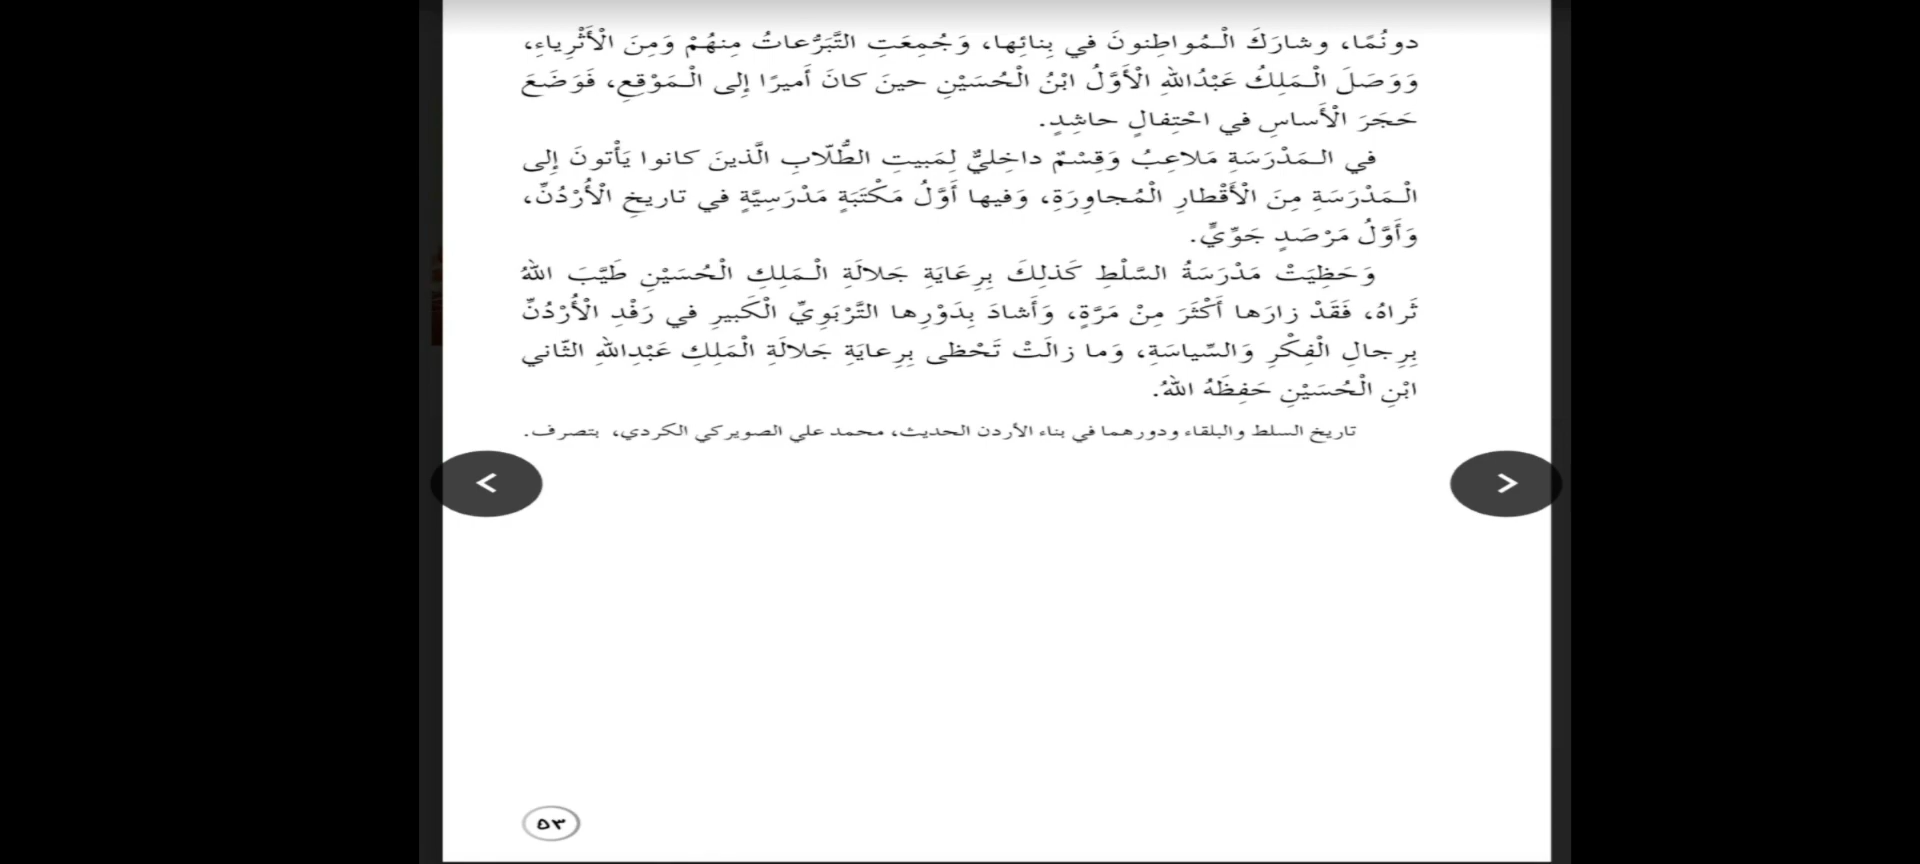 دونُمًا، وشارَكَ الْـمُواطِنونَ في بِنائِها، وَجُمِعَتِ التَّبَرُّعاتُ مِنهُمْ وَمِنَ الْأَثْرِياءِ،
وَوَصَلَ الْـمَلِكُ عَبْدُاللهِ الْأَوَّلُ ابْنُ الْحُسَيْنِ حينَ كانَ أَميرًا إِلى الْـمَوْقِعِ، فَوَضَعَ
حَجَرَ الْأَساسِ في احْتِفالٍ حاشِدٍ.
في الـمَدْرَسَةِ مَلاعِبُ وَقِسْمٌ داخِليٌّ لِمَبيتِ الطُّلّابِ الَّذينَ كانوا يَأْتونَ إِلى
الْـمَدْرَسَةِ مِنَ الْأَقْطارِ الْمُجاوِرَةِ، وَفيها أَوَّلُ مَكْتَبَةٍ مَدْرَسِيَّةٍ في تاريخِ الْأُرْدُنِّ،
وَأَوَّلُ مَرْصَدٍ جَوِّيٍّ.
وَحَظِيَتْ مَدْرَسَةُ السَّلْطِ كَذلِكَ بِرِعَايَةِ جَلالَةِ الْـمَلِكِ الْحُسَيْنِ طَيَّبَ اللهُ
ثَراهُ، فَقَدْ زارَها أَكْثَرَ مِنْ مَرَّةٍ، وَأَشادَ بِدَوْرِها التَّرْبَوِيِّ الْكَبيرِ في رَفْدِ الْأُرْدُنِّ
بِرِجالِ الْفِكْرِ وَالسِّياسَةِ، وَما زالَتْ تَحْظى بِرِعايَةِ جَلالَةِ الْمَلِكِ عَبْدِاللهِ الثّاني
ابْنِ الْحُسَيْنِ حَفِظَهُ اللهُ.
تاريخ السلط والبلقاء ودورهما في بناء الأردن الحديث، محمد علي الصويركي الكردي، بتصرف.
٥٣